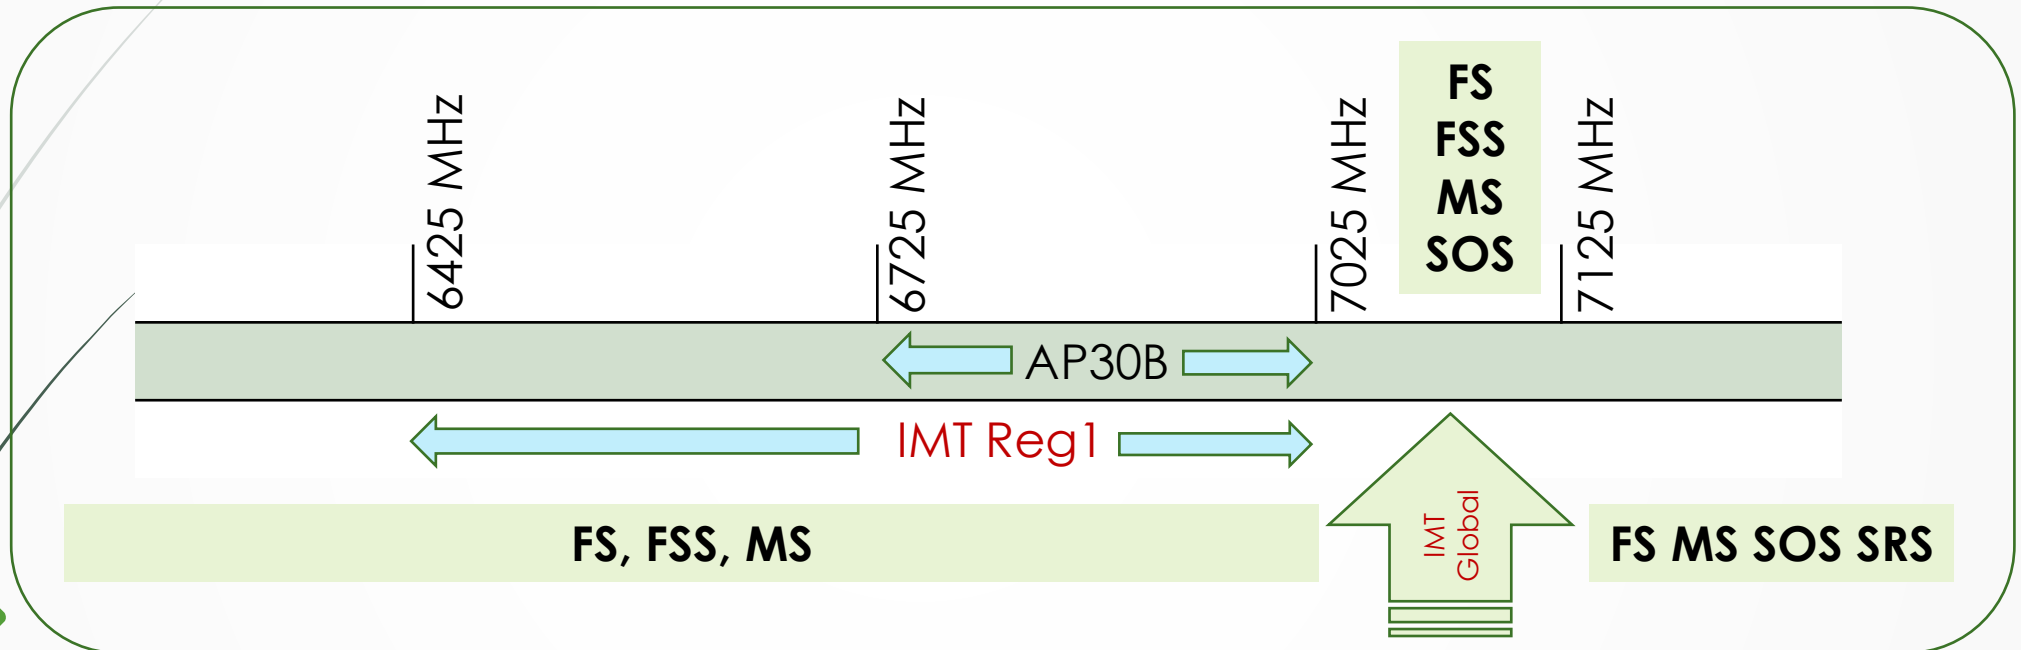 6425 MHz
6725 MHz
7025 MHz
FS
FSS
MS
SOS
7125 MHz
AP30B
IMT Reg1
IMT
Global
FS, FSS, MS
FS MS SOS SRS